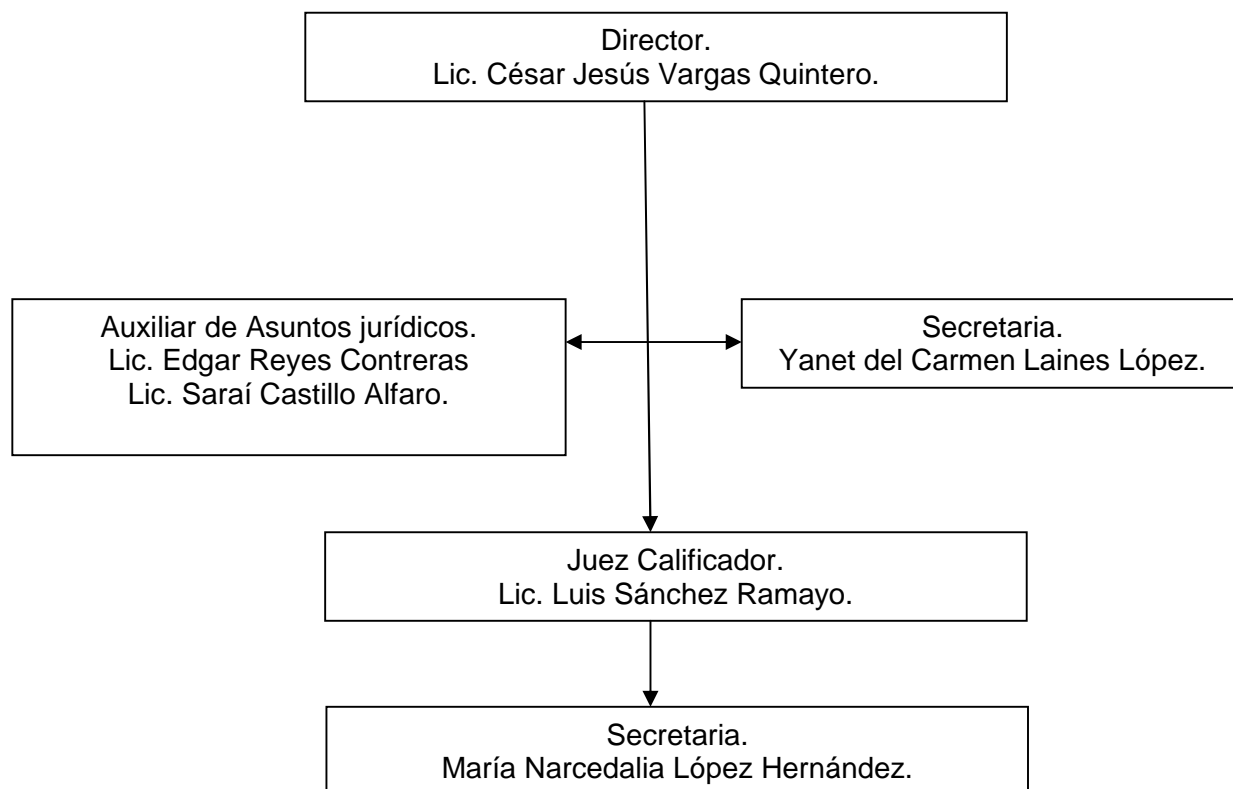 Director.
Lic. César Jesús Vargas Quintero.
Auxiliar de Asuntos jurídicos.
Lic. Edgar Reyes Contreras
Lic. Saraí Castillo Alfaro.
Secretaria.
Yanet del Carmen Laines López.
Juez Calificador.
Lic. Luis Sánchez Ramayo.
Secretaria.
María Narcedalia López Hernández.